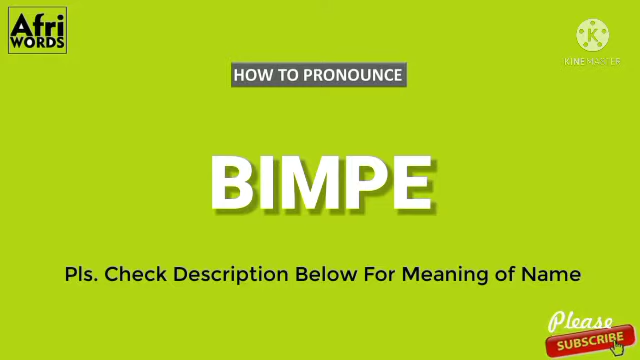 Afri
WORDS
KINEMASTER
HOW TO PRONOUNCE
BIMPE
Pls. Check Description Below For Meaning of Name
Please
SUBSCRIBE